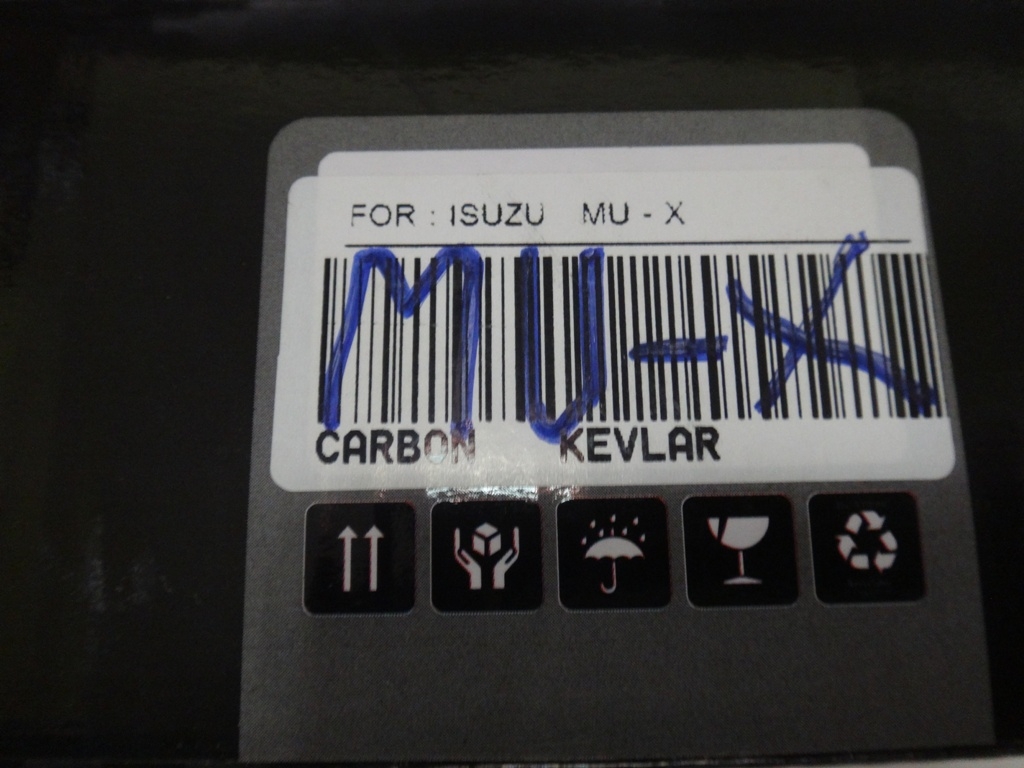 FOR : ISUZU MU - X
MU-X
CARBON KEVLAR